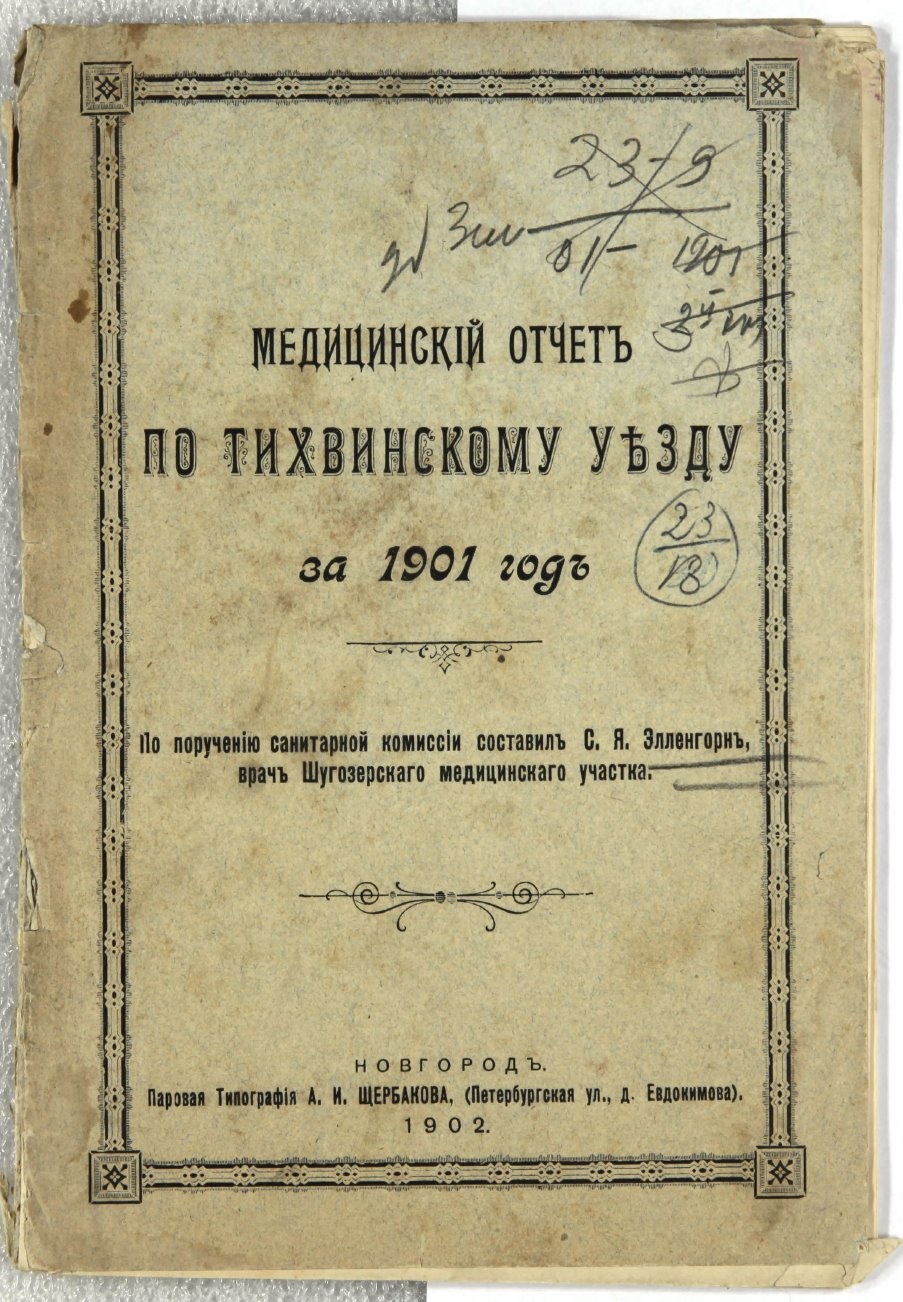 23-9
01- 1901
МЕДИЦИНСКІЙ ОТЧЕТЪ
ПО ТИХВИНСКОМУ УѢЗДУ
за 1901 годъ
23
18
По порученію санитарной комиссіи составилъ С. Я. Элленгорнъ,
врачъ Шугозерскаго медицинскаго участка.
НОВГОРОДЪ.
Паровая Типографія А. И. ЩЕРБАКОВА, (Петербургская ул., д. Евдокимова).
1902.